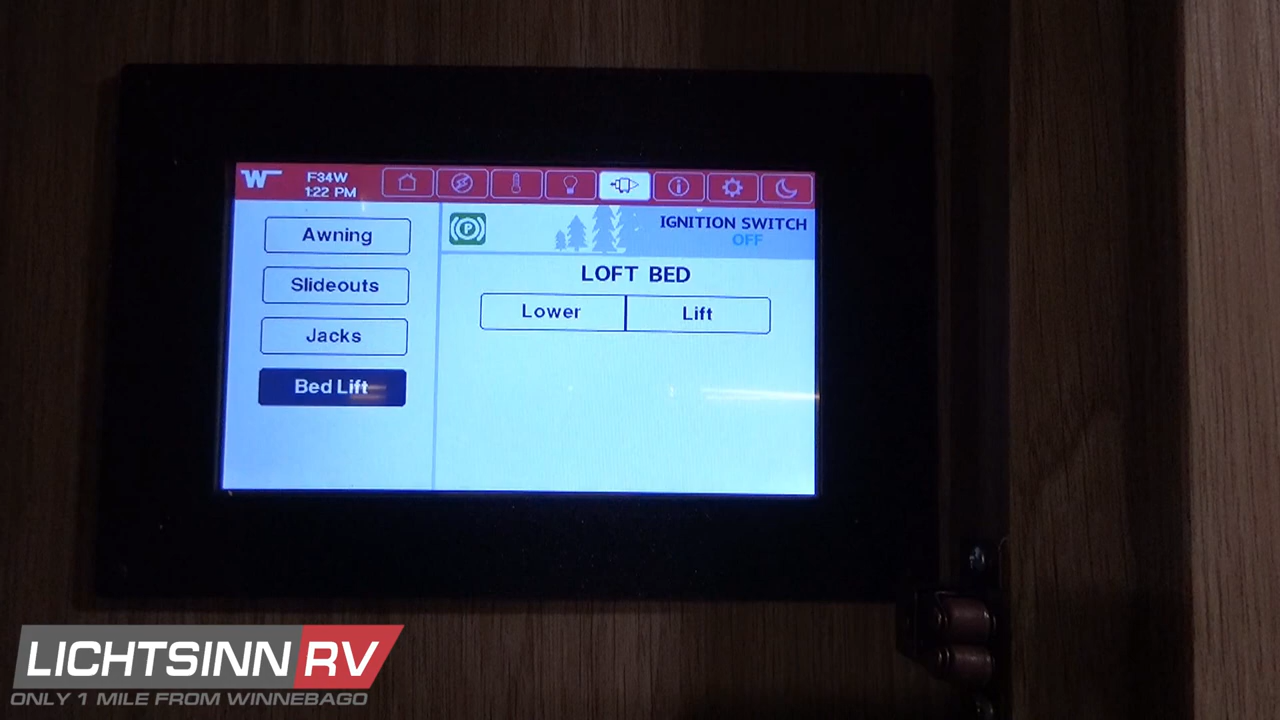 W
F34W
1:22 PM
Awning
Slideouts
Jacks
Bed Lift
P
IGNITION SWITCH
OFF
LOFT BED
Lower
Lift
LICHTSINN RV
ONLY 1 MILE FROM WINNEBAGO